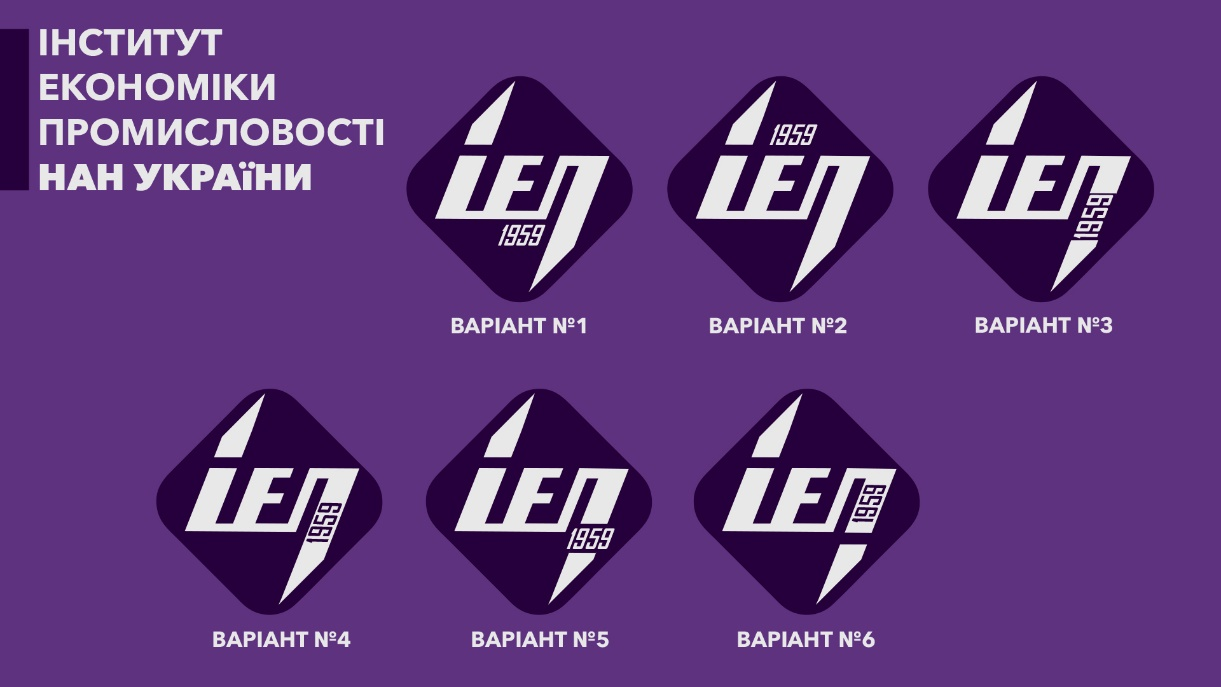 ІНСТИТУТ
ЕКОНОМІКИ
ПРОМИСЛОВОСТІ
НАН УКРАїНИ
ІЕП
1959
ВАРІАНТ №1
ІЕП
1959
ВАРІАНТ №2
ІЕП
1959
ВАРІАНТ №3
ІЕП
1959
ВАРІАНТ №4
ІЕП
1959
ВАРІАНТ №5
ІЕП
1959
ВАРІАНТ №6